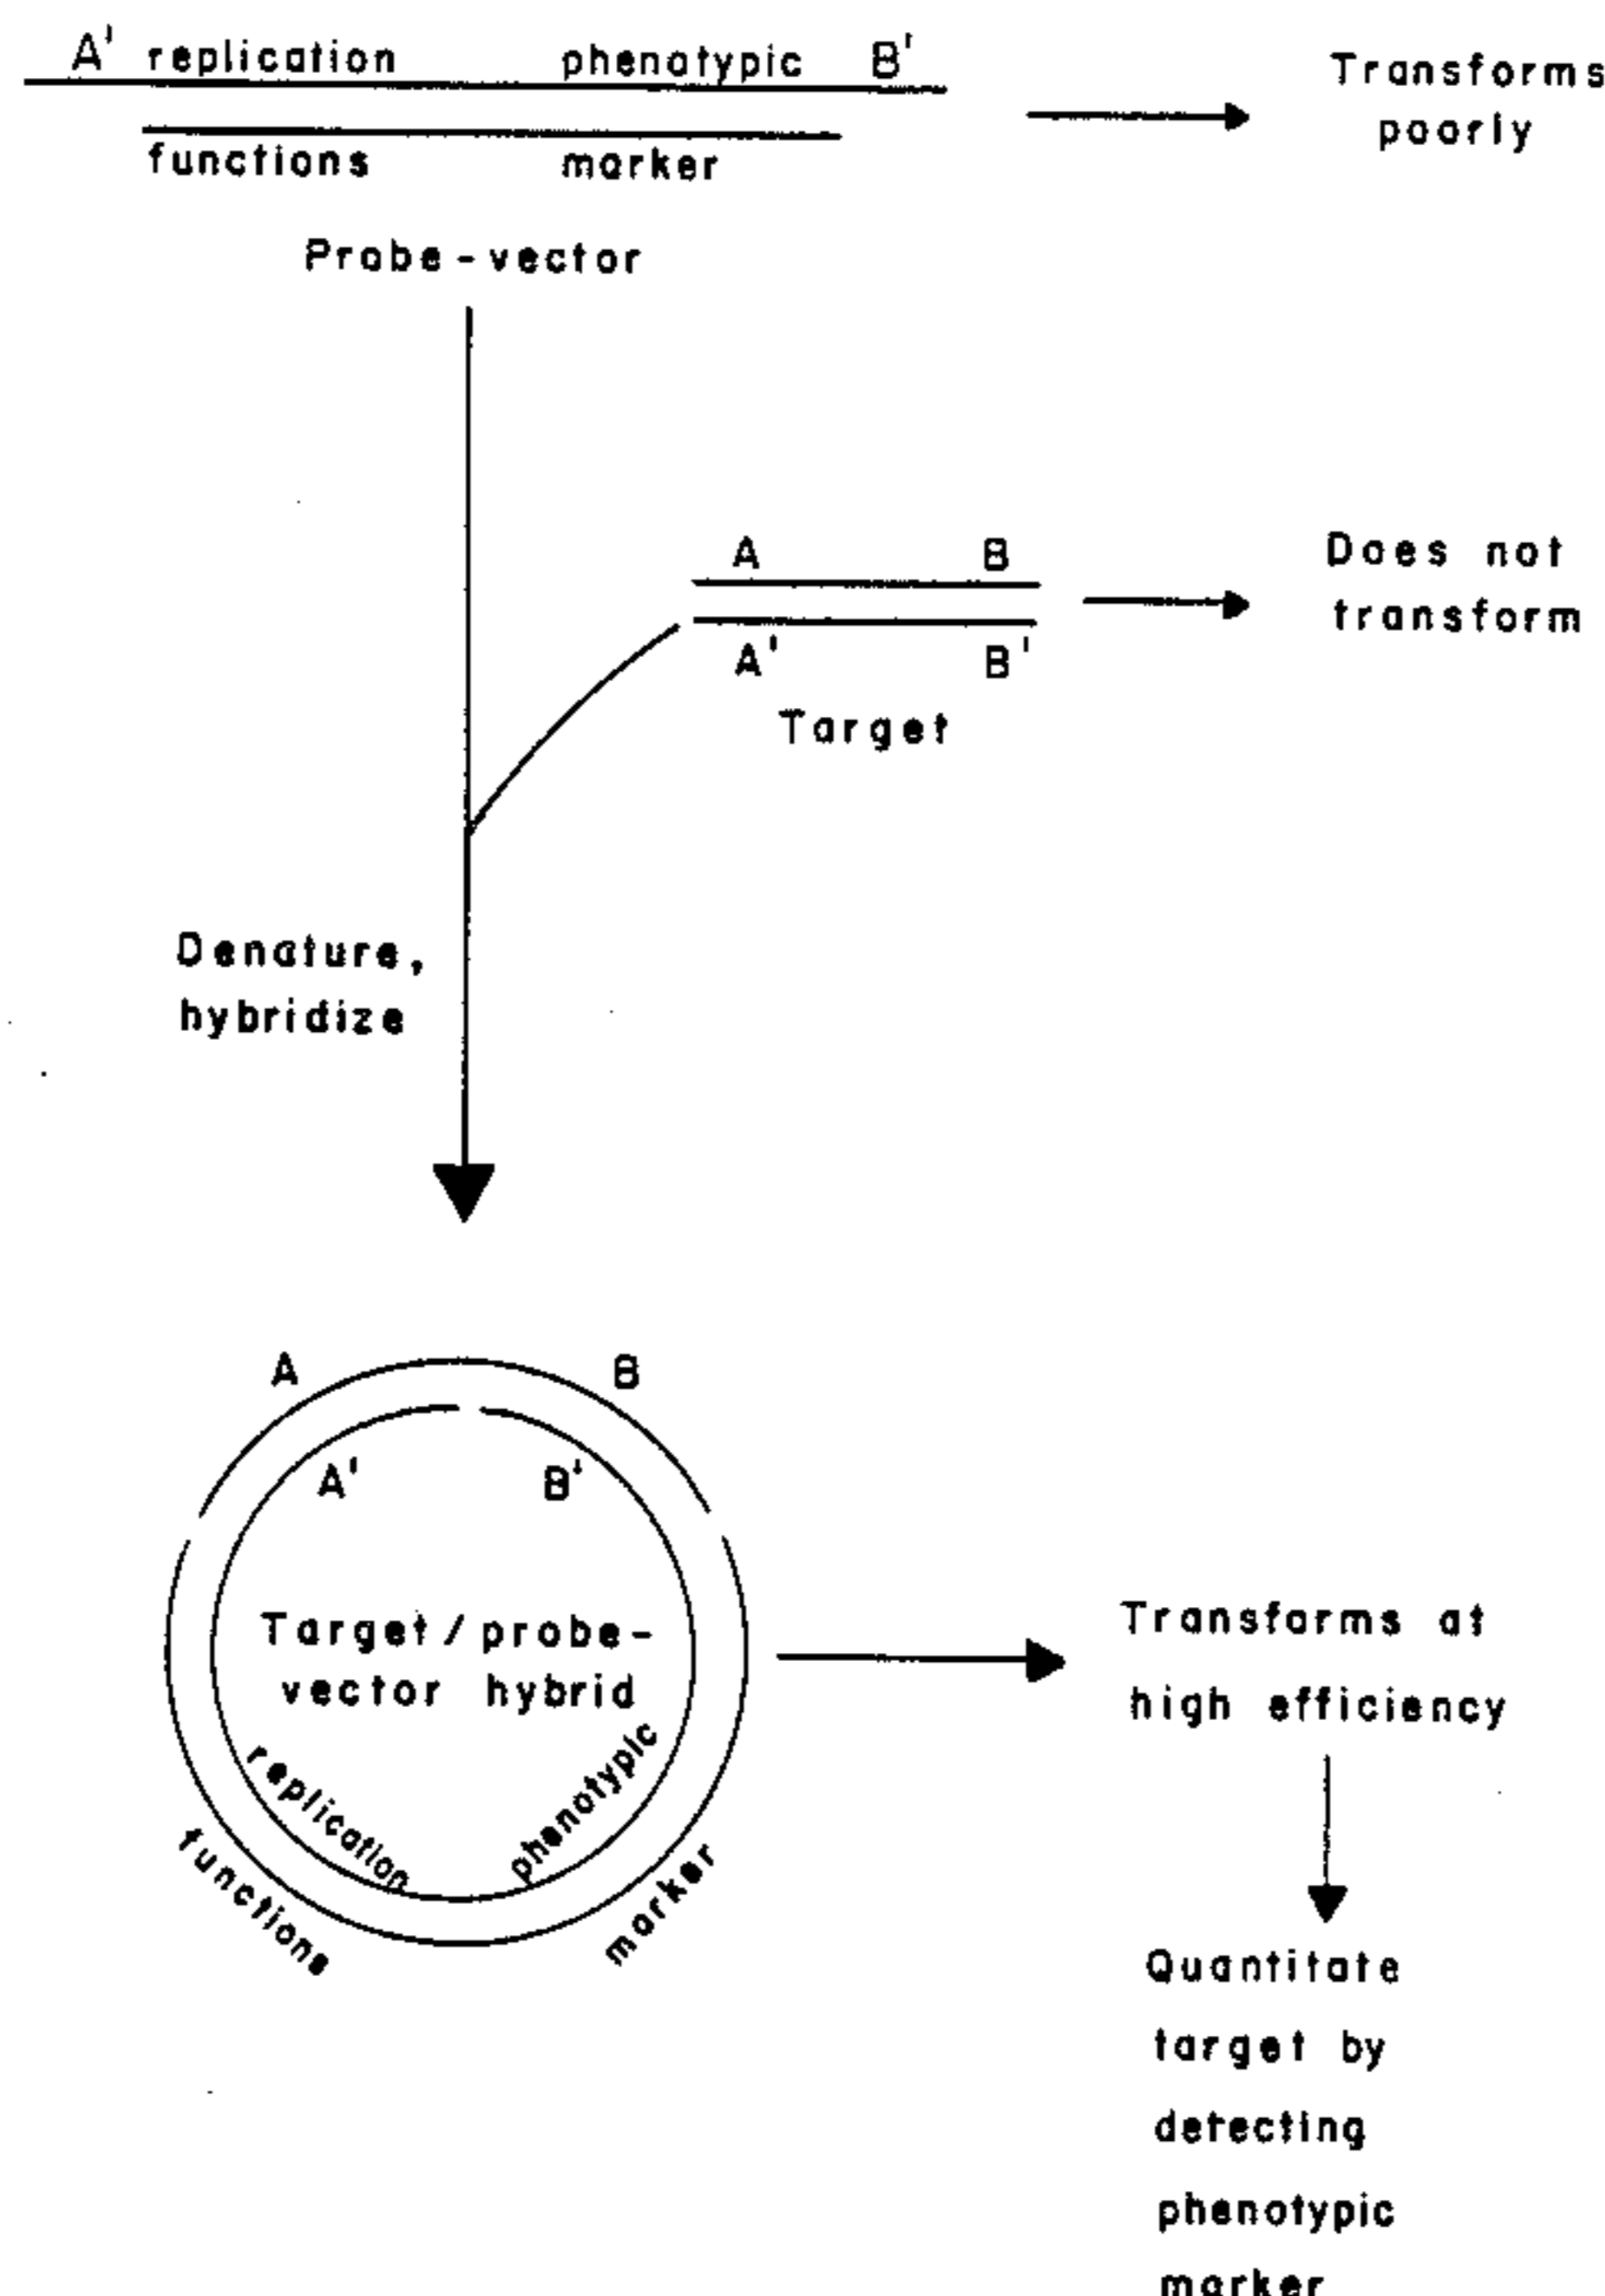 A' replication phenotypic B'
functions marker
Probe-vector
Transforms
poorly
A B
A' B'
Target
Does not
transform
Denature,
hybridize
A B
A' B'
Target/probe-
vector hybrid
replication phenotypic
functions marker
Transforms at
high efficiency
Quantitate
target by
detecting
phenotypic
marker